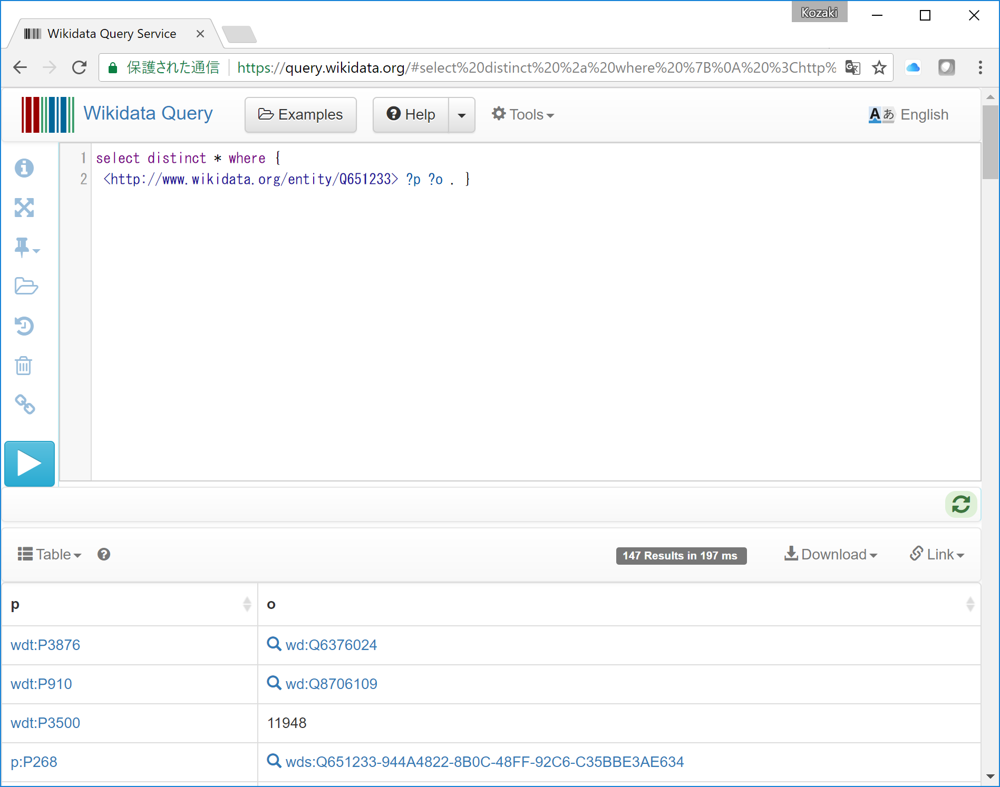 Kozaki
Wikidata Query Service
保護された通信 https://query.wikidata.org/#select%20distinct%20%2a%20where%20%7B%0A%20%3Chttp%
Wikidata Query Examples Help Tools Aあ English
1 select distinct * where {
2 <http://www.wikidata.org/entity/Q651233> ?p ?o . }
Table 147 Results in 197 ms Download Link
p o
wdt:P3876 wd:Q6376024
wdt:P910 wd:Q8706109
wdt:P3500 11948
p:P268 wds:Q651233-944A4822-8B0C-48FF-92C6-C35BBE3AE634